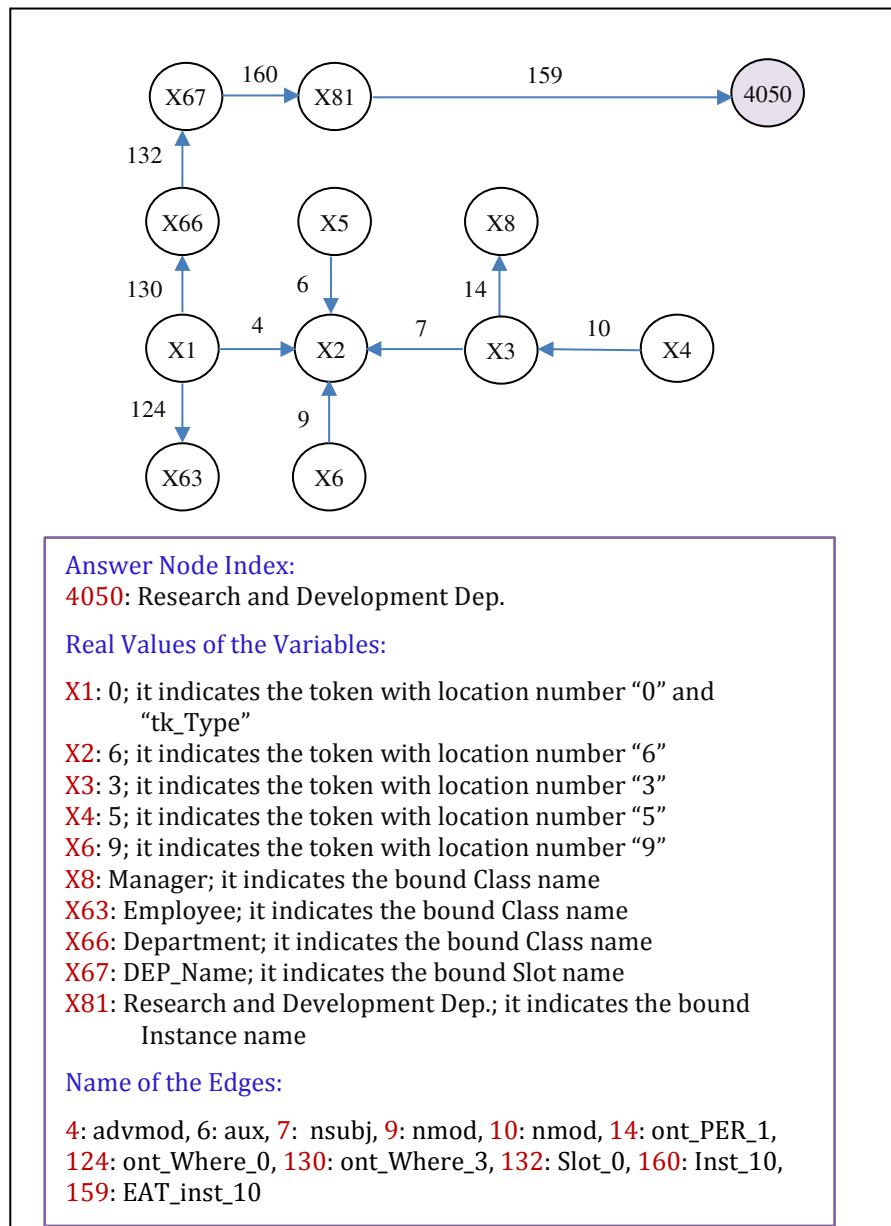 160
159
X67
X81
4050
132
X66
X5
X8
130
6
14
4
7
10
X1
X2
X3
X4
124
9
X63
X6
Answer Node Index:
4050: Research and Development Dep.
Real Values of the Variables:
X1: 0; it indicates the token with location number “0” and
“tk_Type”
X2: 6; it indicates the token with location number “6”
X3: 3; it indicates the token with location number “3”
X4: 5; it indicates the token with location number “5”
X6: 9; it indicates the token with location number “9”
X8: Manager; it indicates the bound Class name
X63: Employee; it indicates the bound Class name
X66: Department; it indicates the bound Class name
X67: DEP_Name; it indicates the bound Slot name
X81: Research and Development Dep.; it indicates the bound
Instance name
Name of the Edges:
4: advmod, 6: aux, 7: nsubj, 9: nmod, 10: nmod, 14: ont_PER_1,
124: ont_Where_0, 130: ont_Where_3, 132: Slot_0, 160: Inst_10,
159: EAT_inst_10